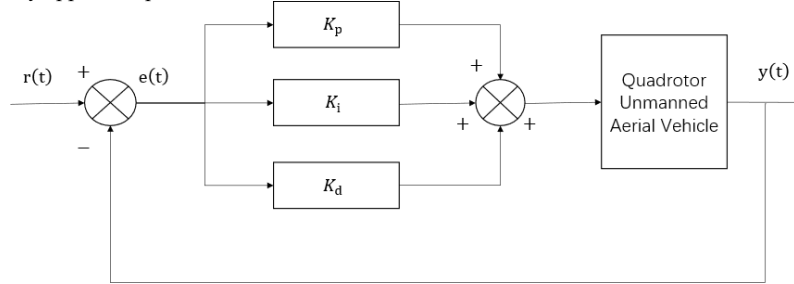 K_p
r(t)
+
e(t)
K_i
+
+
+
Quadrotor
Unmanned
Aerial Vehicle
y(t)
−
K_d